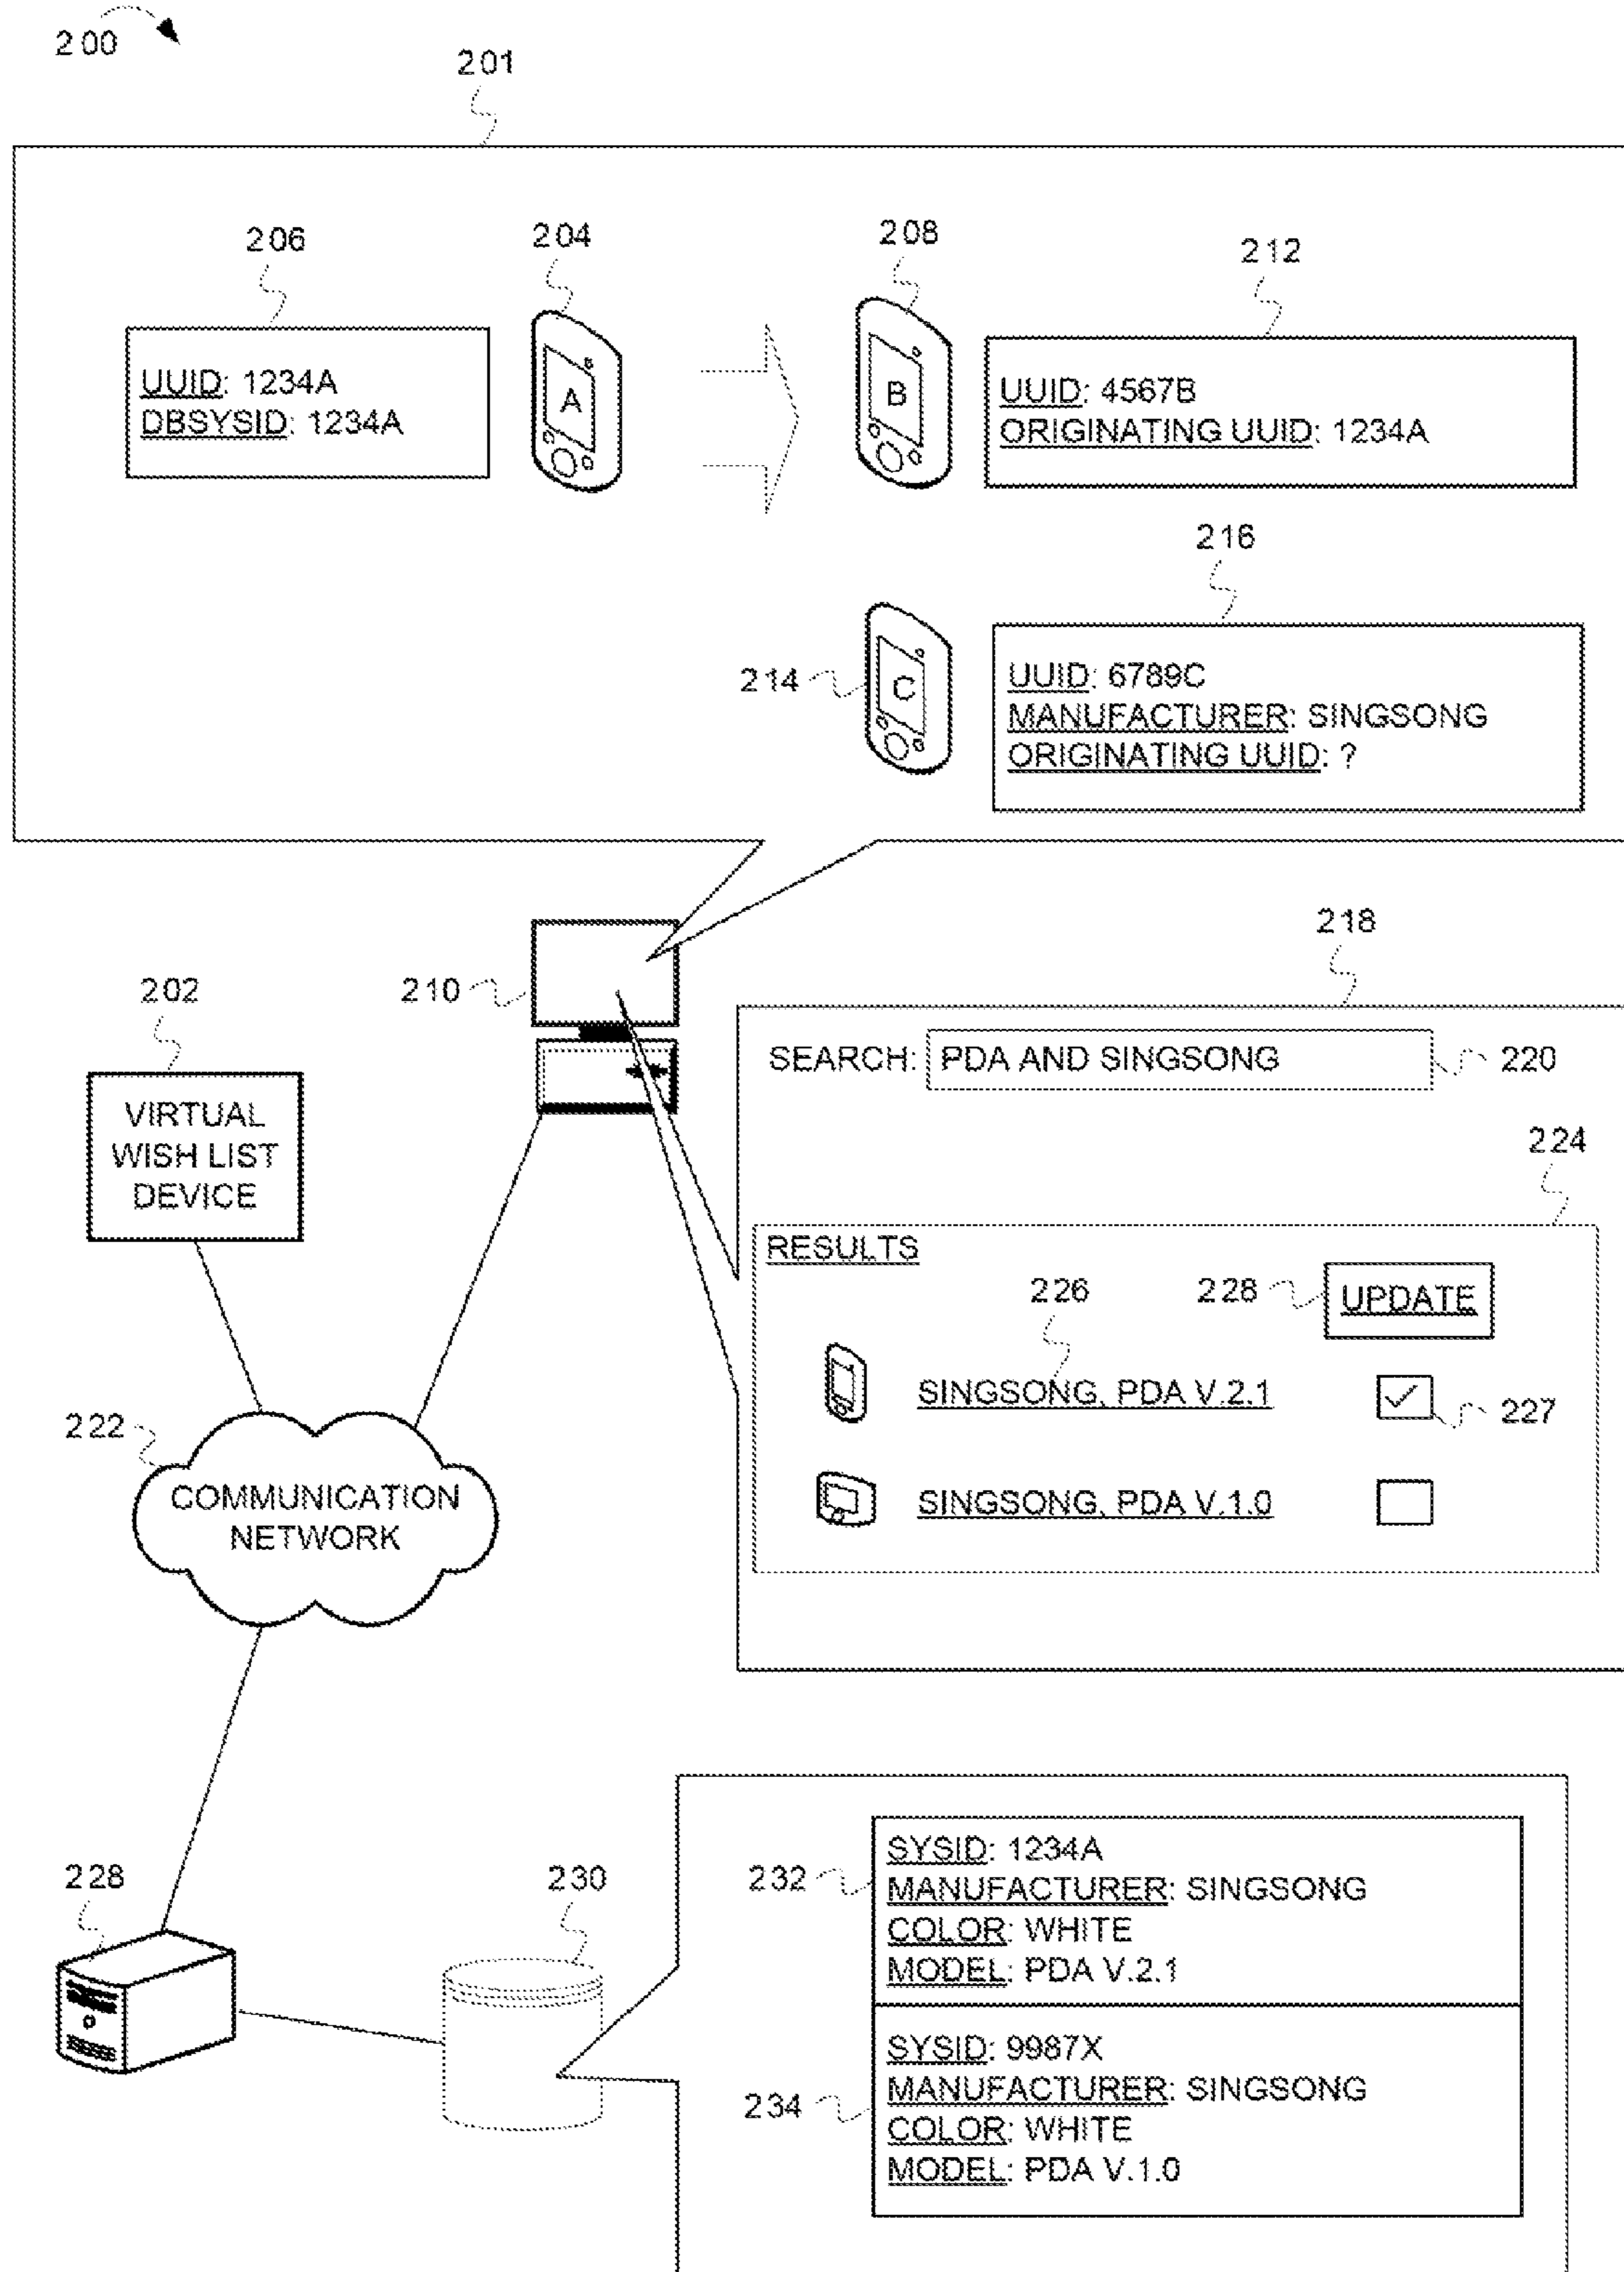 200
201
206
204
208
212
UUID: 1234A
DBSYSID: 1234A
A
B
UUID: 4567B
ORIGINATING UUID: 1234A
216
214
C
UUID: 6789C
MANUFACTURER: SINGSONG
ORIGINATING UUID: ?
218
202
210
SEARCH: PDA AND SINGSONG
220
VIRTUAL
WISH LIST
DEVICE
224
RESULTS
226
228
UPDATE
SINGSONG, PDA V.2.1
227
SINGSONG, PDA V.1.0
222
COMMUNICATION
NETWORK
228
230
232
SYSID: 1234A
MANUFACTURER: SINGSONG
COLOR: WHITE
MODEL: PDA V.2.1
234
SYSID: 9987X
MANUFACTURER: SINGSONG
COLOR: WHITE
MODEL: PDA V.1.0